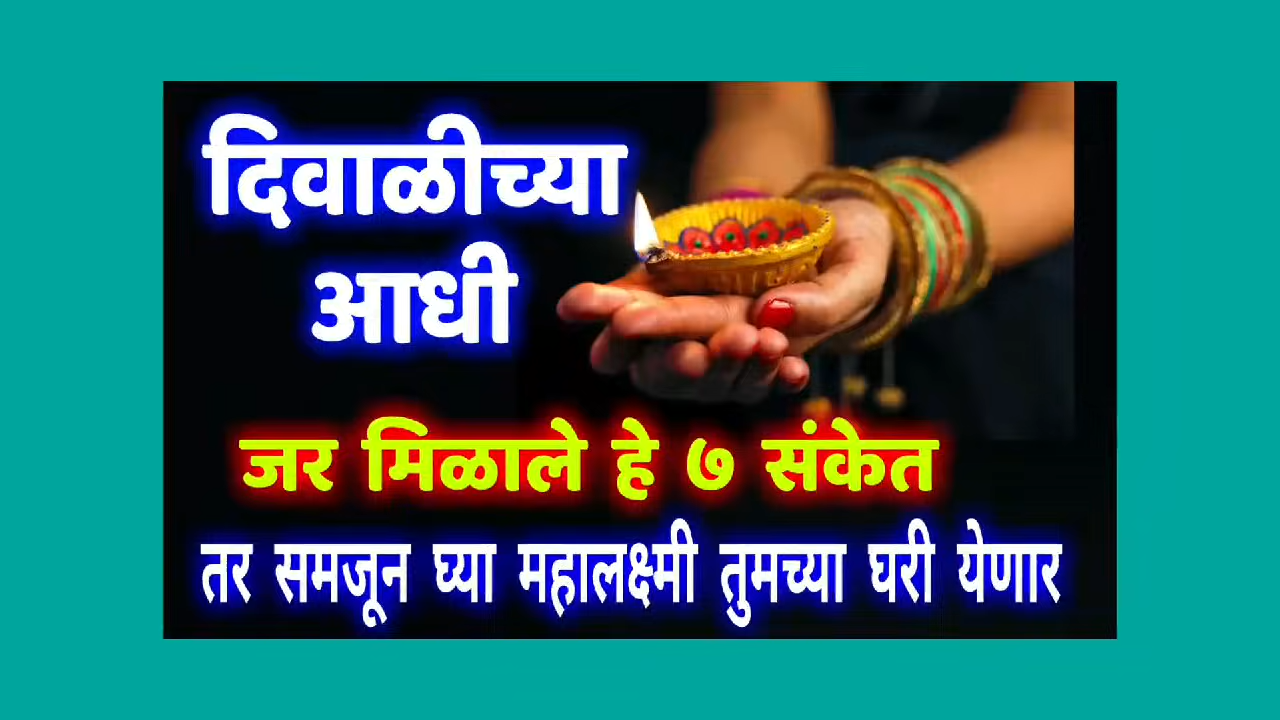 दिवाळीच्या
आधी
जर मिळाले हे ७ संकेत
तर समजून घ्या महालक्ष्मी तुमच्या घरी येणार